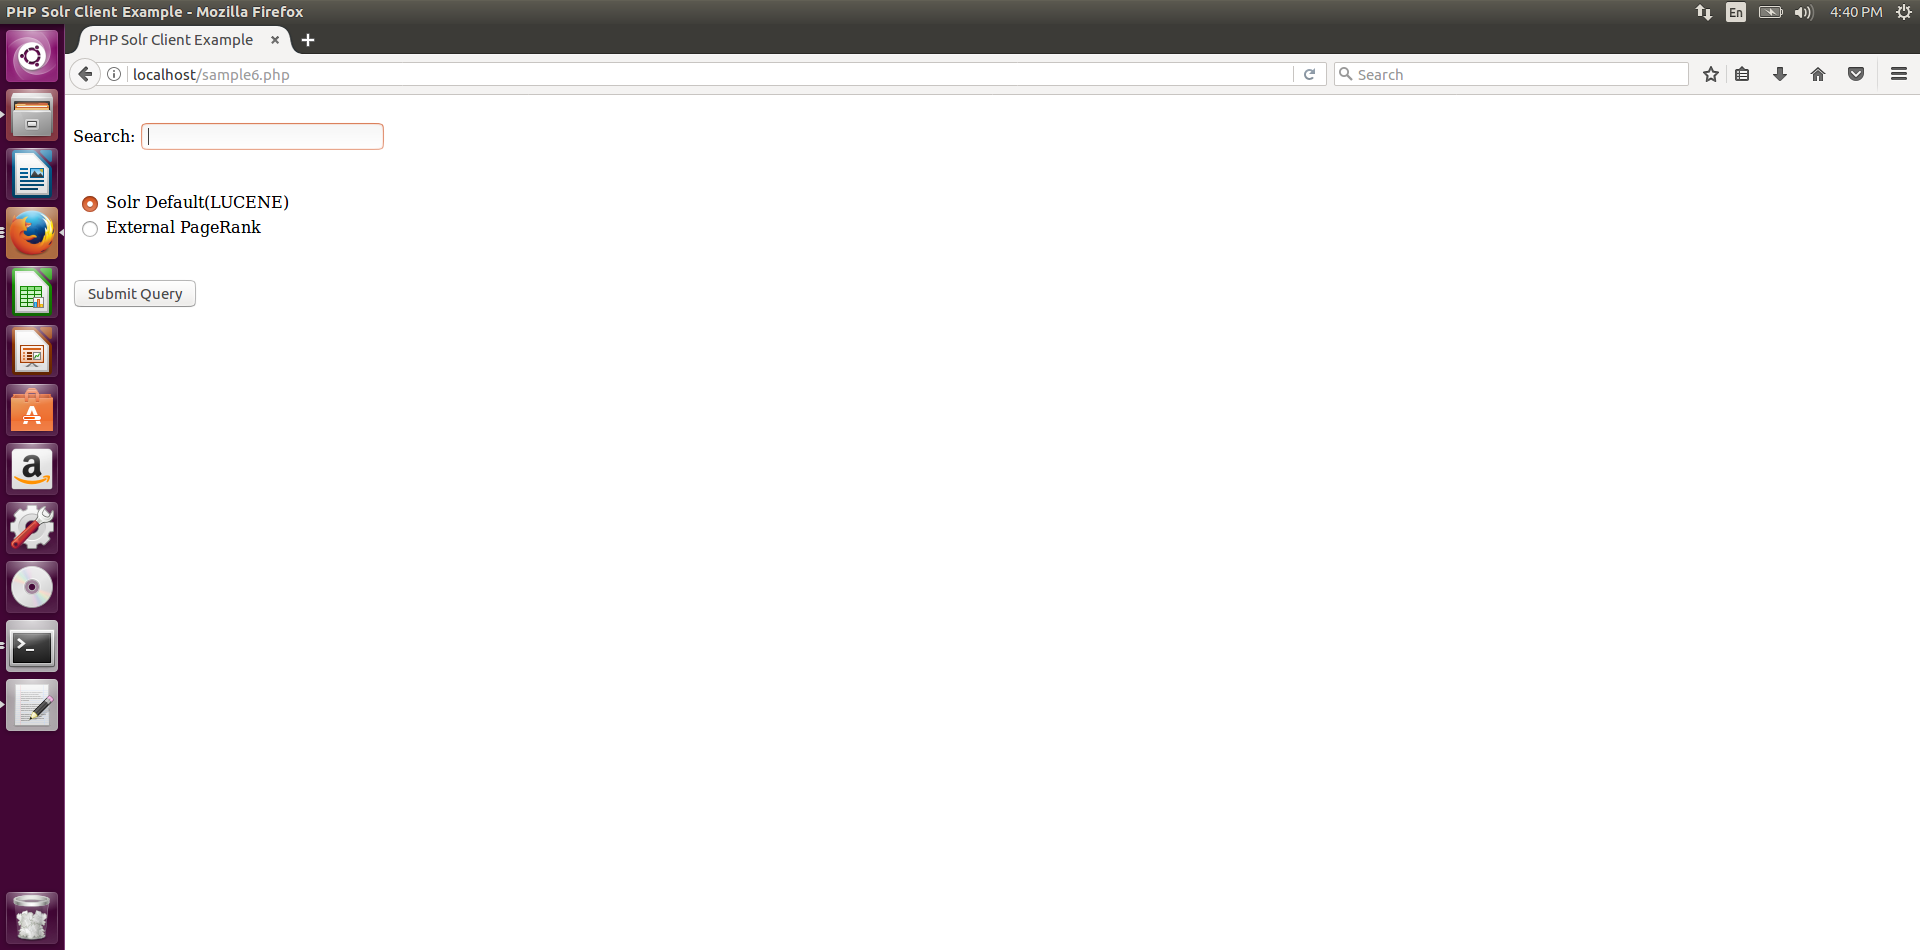 PHP Solr Client Example - Mozilla Firefox
En
4:40 PM
PHP Solr Client Example
localhost/sample6.php
Search
Search:
Solr Default(LUCENE)
External PageRank
Submit Query
A
a
>_